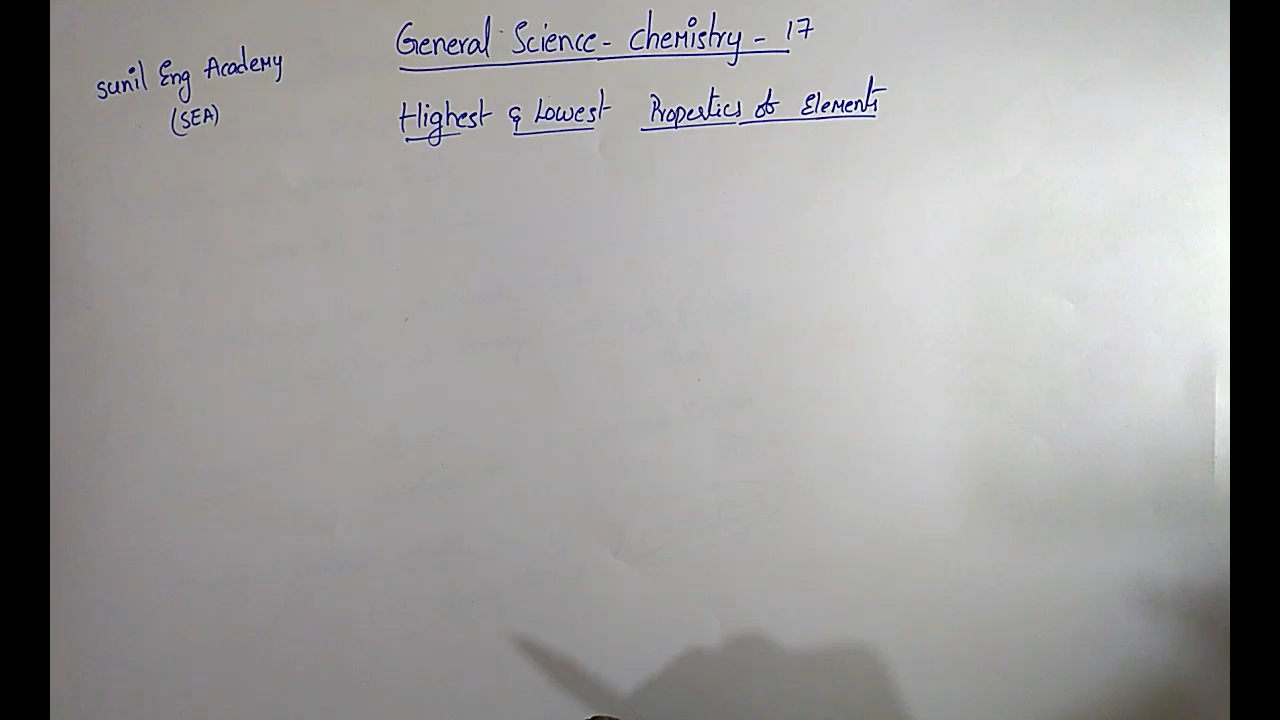 General Science - Chemistry - 17
Sunil Eng Academy
(SEA)
Highest & Lowest Properties of Elements